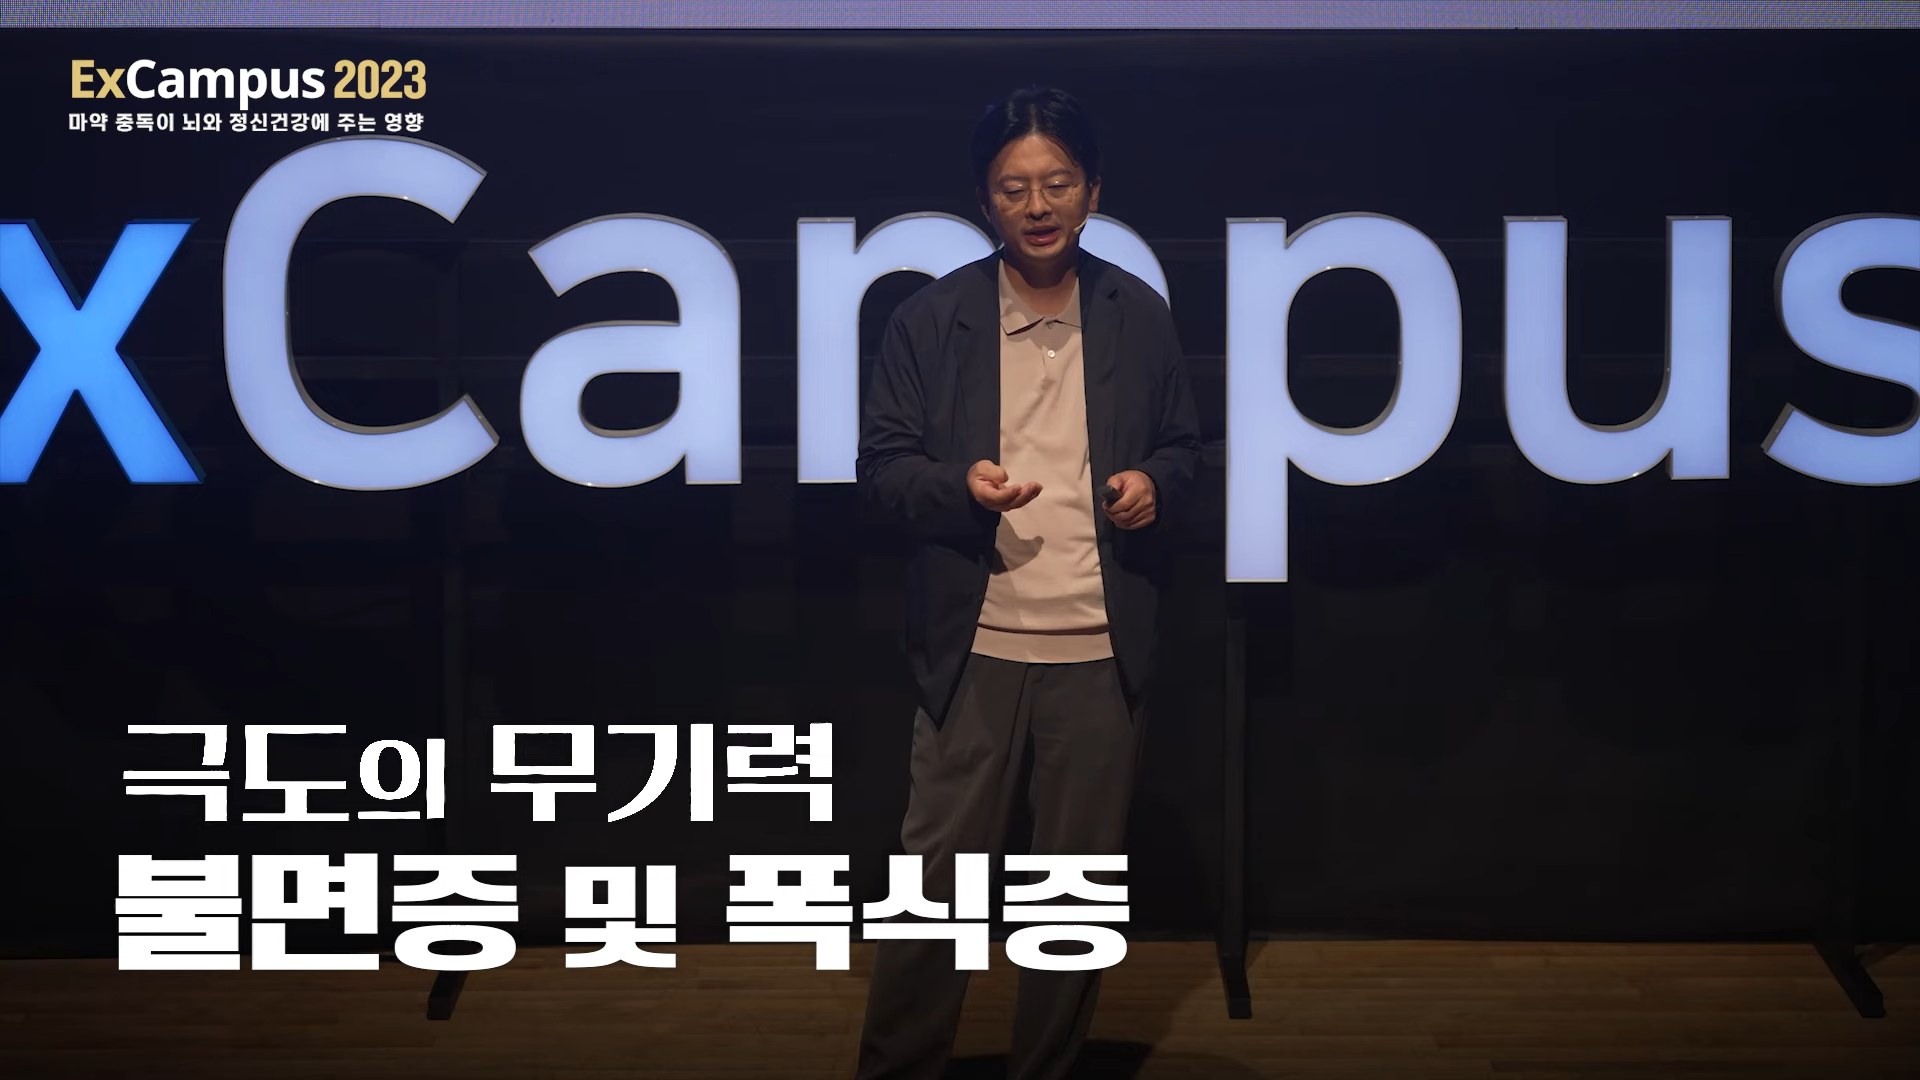 ExCampus 2023
마약 중독이 뇌와 정신건강에 주는 영향
xCampus
극도의 무기력
불면증 및 폭식증